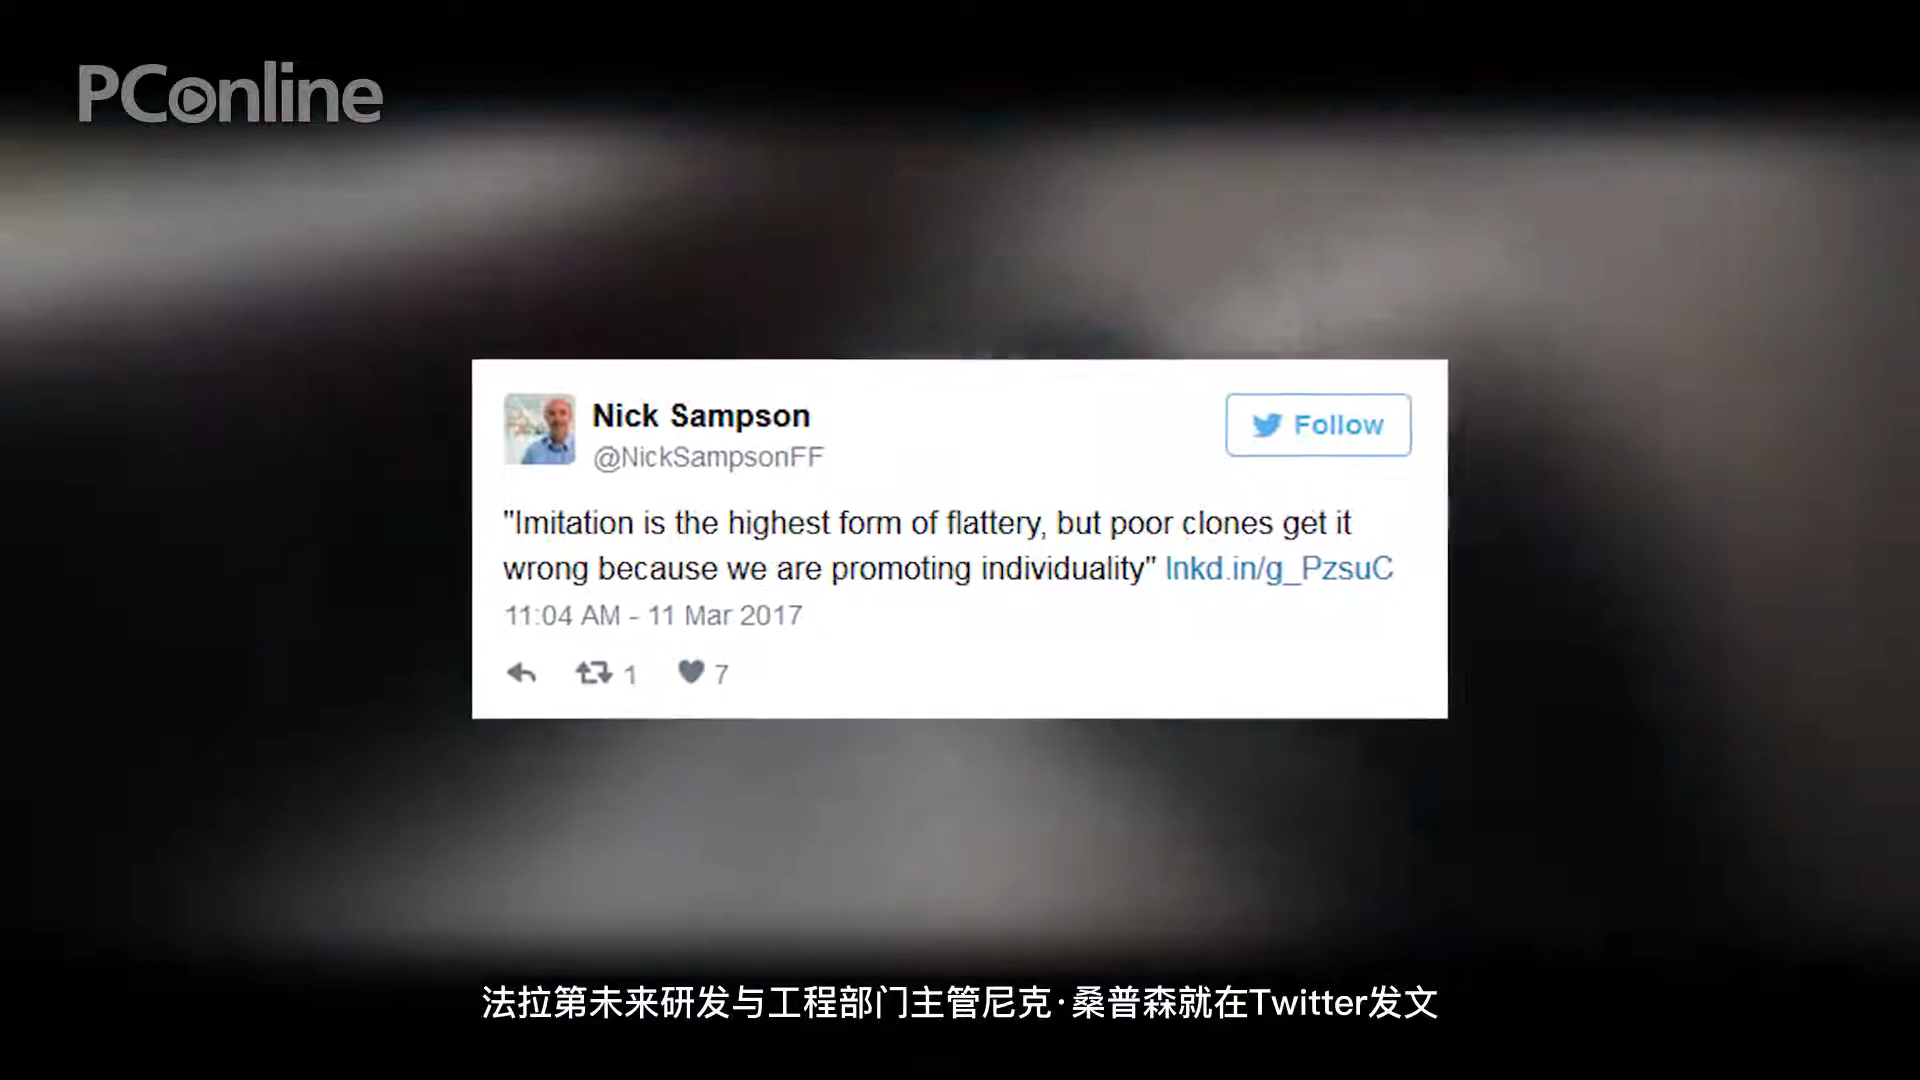 PConline
Nick Sampson
@NickSampsonFF
Follow
"Imitation is the highest form of flattery, but poor clones get it
wrong because we are promoting individuality" lnkd.in/g_PzsuC
11:04 AM - 11 Mar 2017
1
7
法拉第未来研发与工程部门主管尼克·桑普森就在Twitter发文